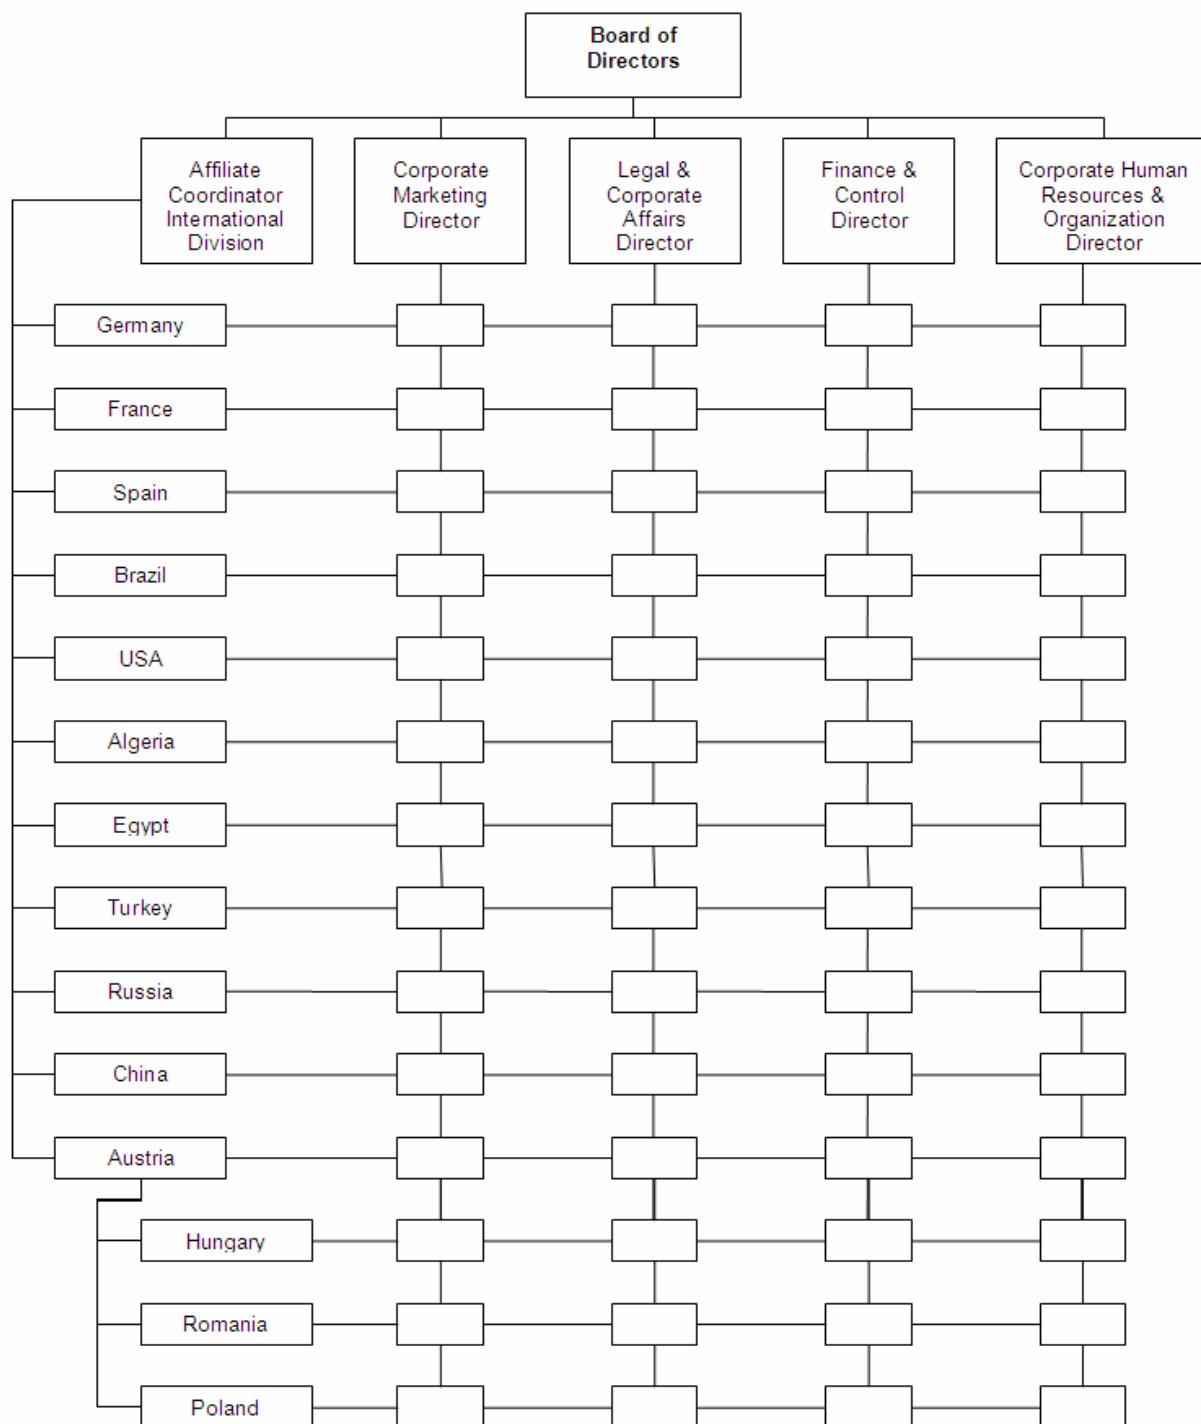 Board of
Directors
Affiliate
Coordinator
International
Division
Corporate
Marketing
Director
Legal &
Corporate
Affairs
Director
Finance &
Control
Director
Corporate Human
Resources &
Organization
Director
Germany
France
Spain
Brazil
USA
Algeria
Egypt
Turkey
Russia
China
Austria
Hungary
Romania
Poland